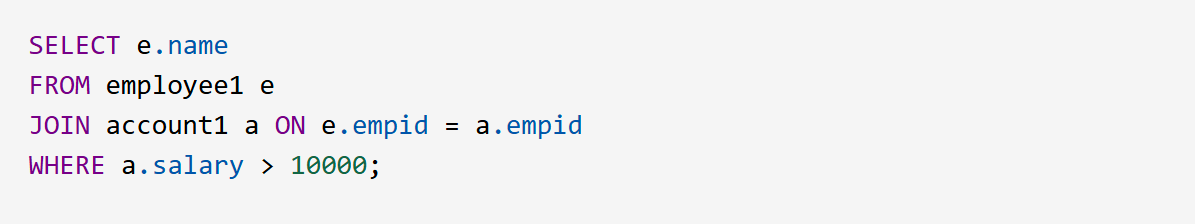 SELECT e.name
FROM employee1 e
JOIN account1 a ON e.empid = a.empid
WHERE a.salary > 10000;